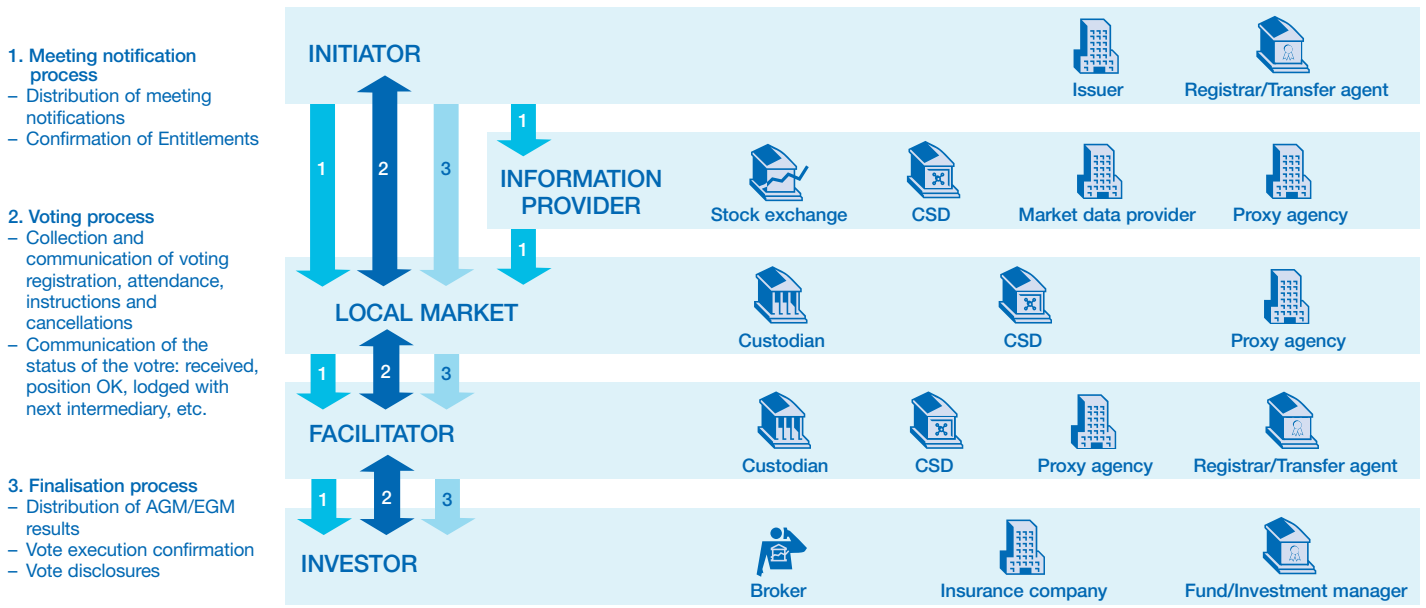 1. Meeting notification
process
– Distribution of meeting
notifications
– Confirmation of Entitlements
2. Voting process
– Collection and
communication of voting
registration, attendance,
instructions and
cancellations
– Communication of the
status of the votre: received,
position OK, lodged with
next intermediary, etc.
3. Finalisation process
– Distribution of AGM/EGM
results
– Vote execution confirmation
– Vote disclosures
INITIATOR
Issuer
Registrar/Transfer agent
1
2
3
1
INFORMATION
PROVIDER
Stock exchange
CSD
Market data provider
Proxy agency
1
LOCAL MARKET
Custodian
CSD
Proxy agency
1
2
3
FACILITATOR
Custodian
CSD
Proxy agency
Registrar/Transfer agent
1
2
3
INVESTOR
Broker
Insurance company
Fund/Investment manager